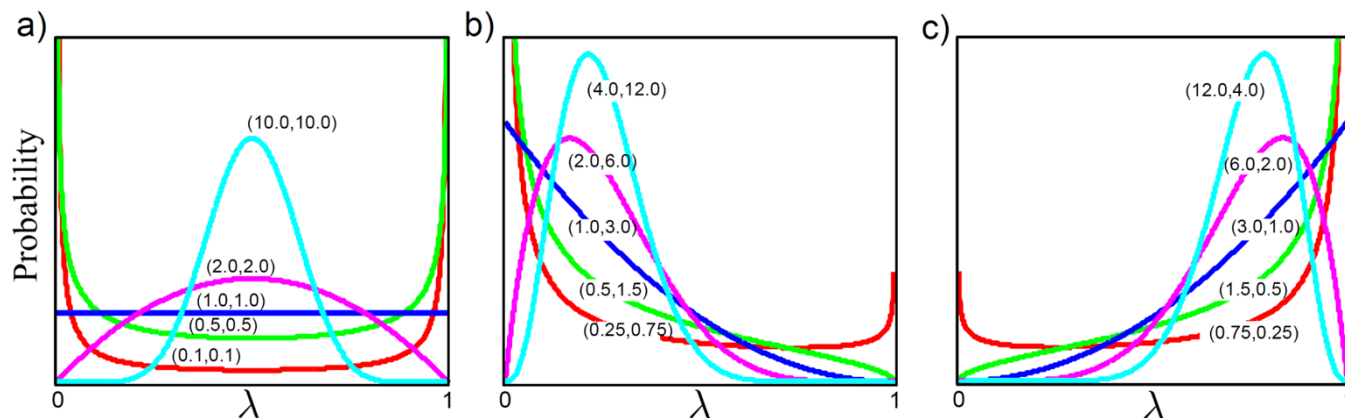 a)
Probability
(10.0,10.0)
(2.0,2.0)
(1.0,1.0)
(0.5,0.5)
(0.1,0.1)
0
λ
1
b)
(4.0,12.0)
(2.0,6.0)
(1.0,3.0)
(0.5,1.5)
(0.25,0.75)
0
λ
1
c)
(12.0,4.0)
(6.0,2.0)
(3.0,1.0)
(1.5,0.5)
(0.75,0.25)
0
λ